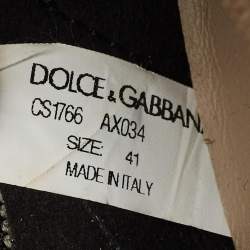 DOLCE & GABBANA
CS1766 AX034
SIZE: 41
MADE IN ITALY